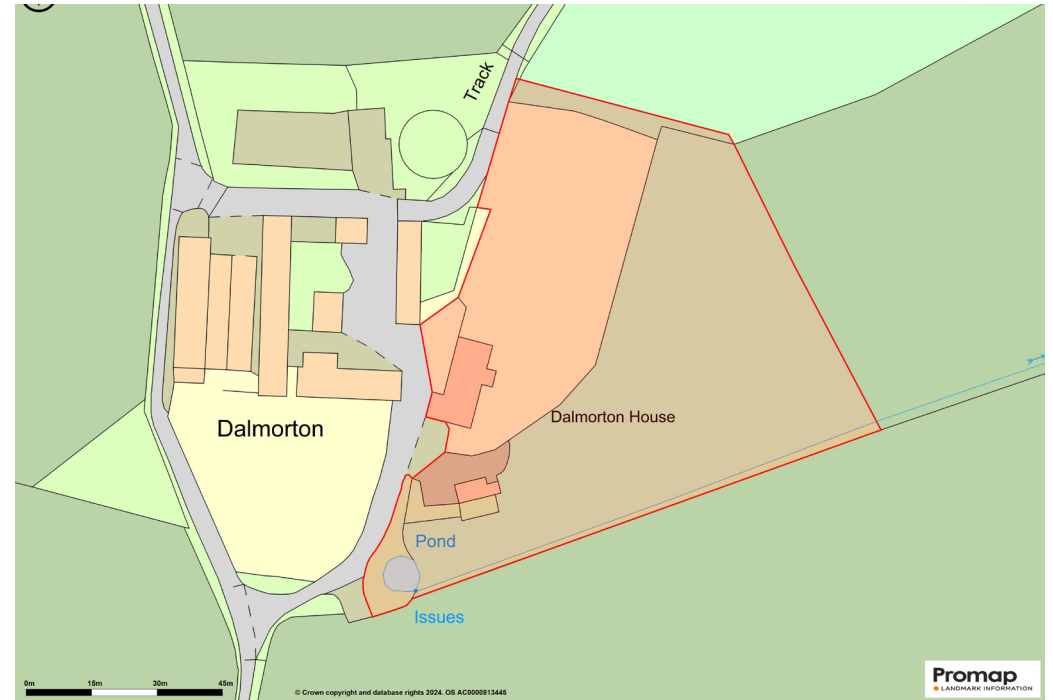 Track
Dalmorton
Dalmorton House
Pond
Issues
0m 15m 30m 45m
© Crown copyright and database rights 2024. OS AC0000813445
Promap
LANDMARK INFORMATION